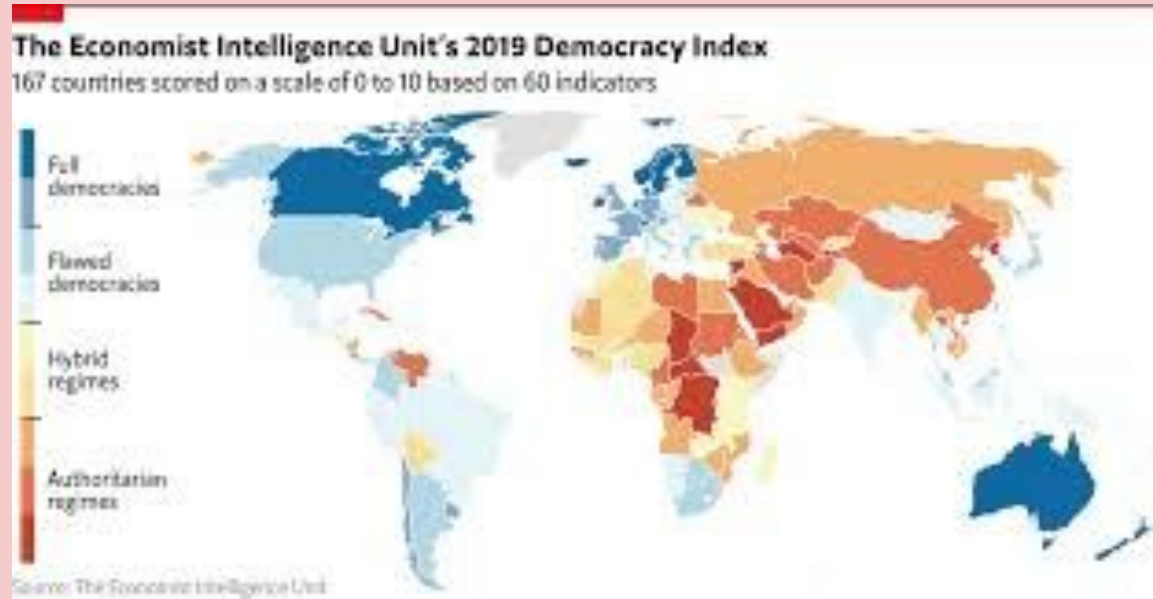 The Economist Intelligence Unit's 2019 Democracy Index
167 countries scored on a scale of 0 to 10 based on 60 indicators
Full
democracies
Flawed
democracies
Hybrid
regimes
Authoritarian
regimes
Source: The Economist Intelligence Unit